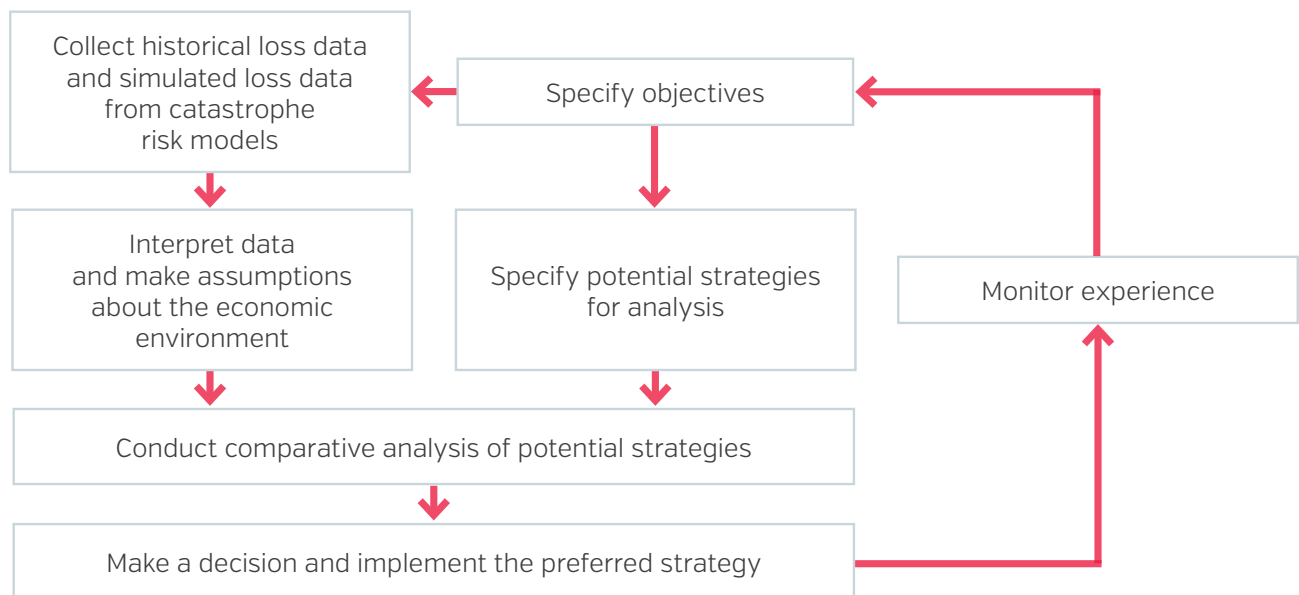 Collect historical loss data
and simulated loss data
from catastrophe
risk models
Specify objectives
Interpret data
and make assumptions
about the economic
environment
Specify potential strategies
for analysis
Monitor experience
Conduct comparative analysis of potential strategies
Make a decision and implement the preferred strategy